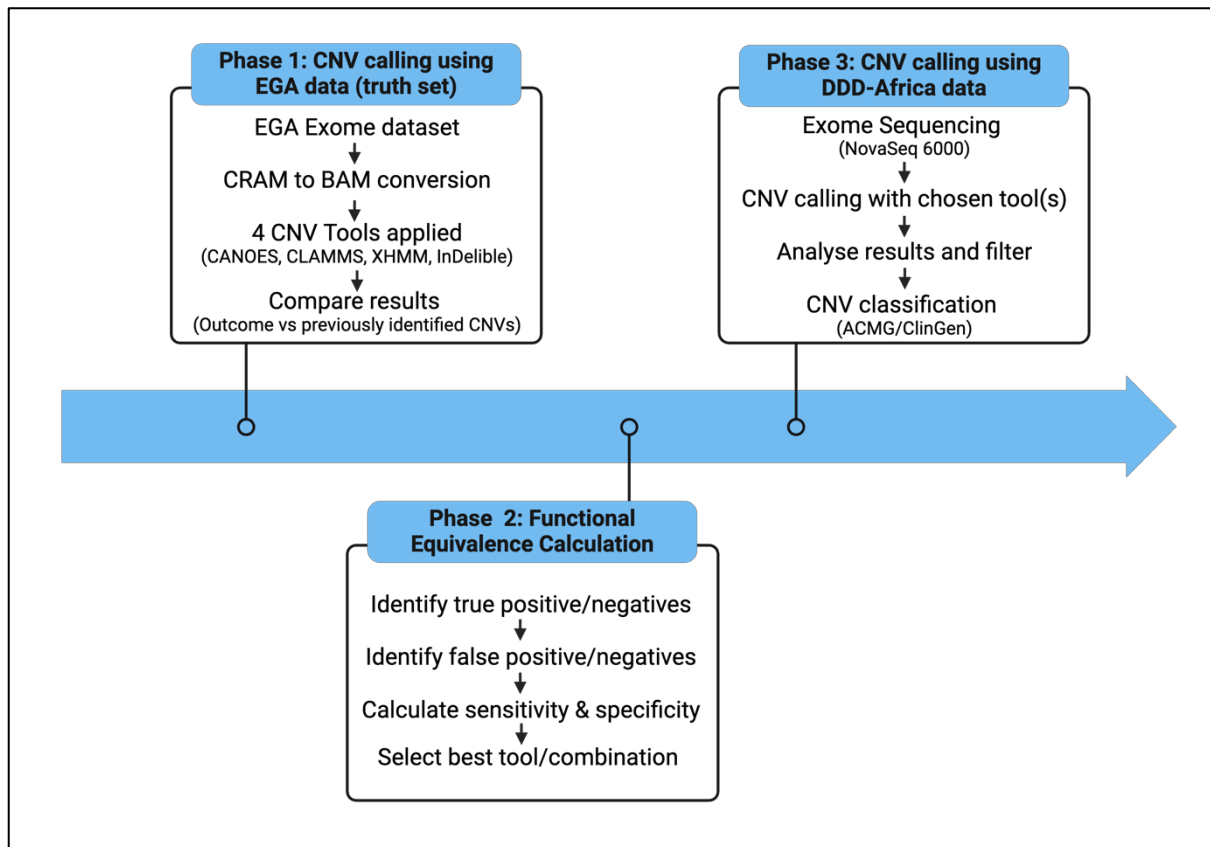 Phase 1: CNV calling using
EGA data (truth set)
EGA Exome dataset
CRAM to BAM conversion
4 CNV Tools applied
(CANOES, CLAMMS, XHMM, InDelible)
Compare results
(Outcome vs previously identified CNVs)
Phase 2: Functional
Equivalence Calculation
Identify true positive/negatives
Identify false positive/negatives
Calculate sensitivity & specificity
Select best tool/combination
Phase 3: CNV calling using
DDD-Africa data
Exome Sequencing
(NovaSeq 6000)
CNV calling with chosen tool(s)
Analyse results and filter
CNV classification
(ACMG/ClinGen)